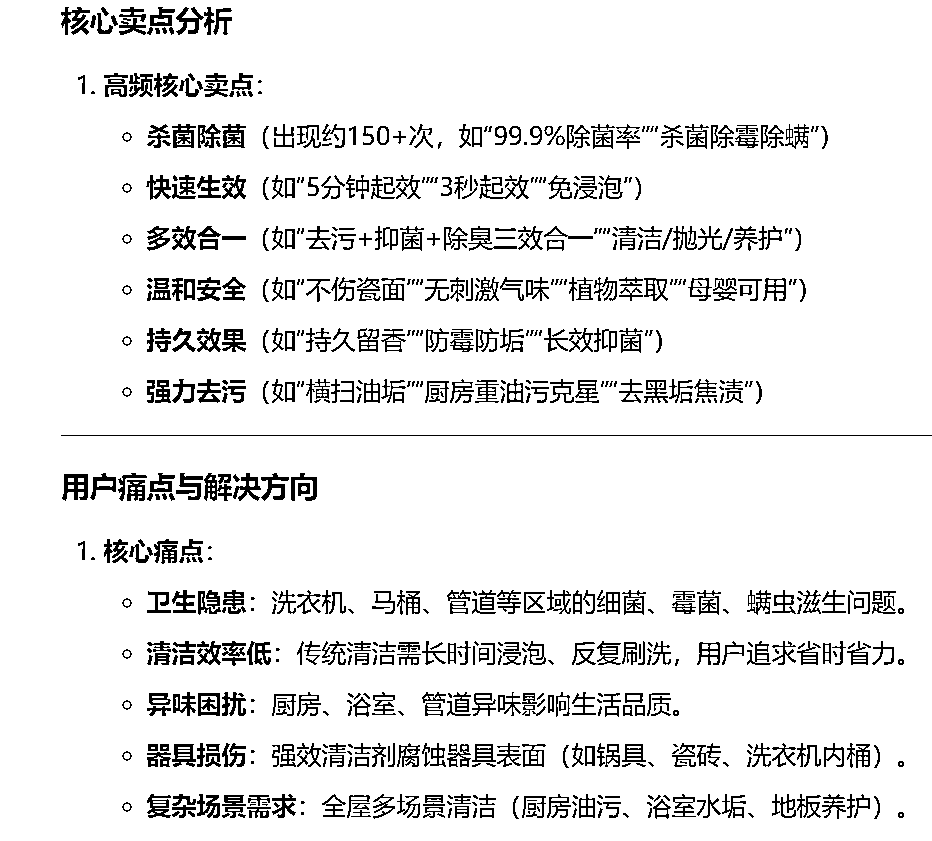 核心卖点分析
1. 高频核心卖点：
杀菌除菌（出现约150+次，如"99.9%除菌率""杀菌除霉除螨"）
快速生效（如"5分钟起效""3秒起效""免浸泡"）
多效合一（如"去污+抑菌+除臭三效合一""清洁/抛光/养护"）
温和安全（如"不伤瓷面""无刺激气味""植物萃取""母婴可用"）
持久效果（如"持久留香""防霉防垢""长效抑菌"）
强力去污（如"横扫油垢""厨房重油污克星""去黑垢焦渍"）
用户痛点与解决方向
1. 核心痛点：
卫生隐患：洗衣机、马桶、管道等区域的细菌、霉菌、螨虫滋生问题。
清洁效率低：传统清洁需长时间浸泡、反复刷洗，用户追求省时省力。
异味困扰：厨房、浴室、管道异味影响生活品质。
器具损伤：强效清洁剂腐蚀器具表面（如锅具、瓷砖、洗衣机内桶）。
复杂场景需求：全屋多场景清洁（厨房油污、浴室水垢、地板养护）。